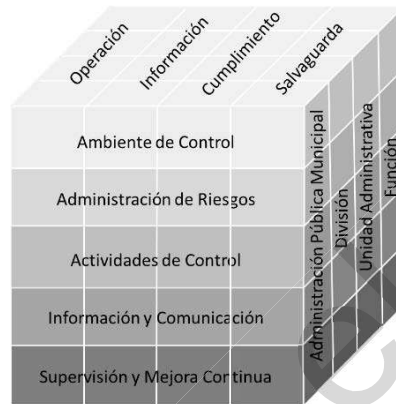 Operación
Información
Cumplimiento
Salvaguarda
Ambiente de Control
Administración de Riesgos
Actividades de Control
Información y Comunicación
Supervisión y Mejora Continua
Administración Pública Municipal
División
Unidad Administrativa
Función